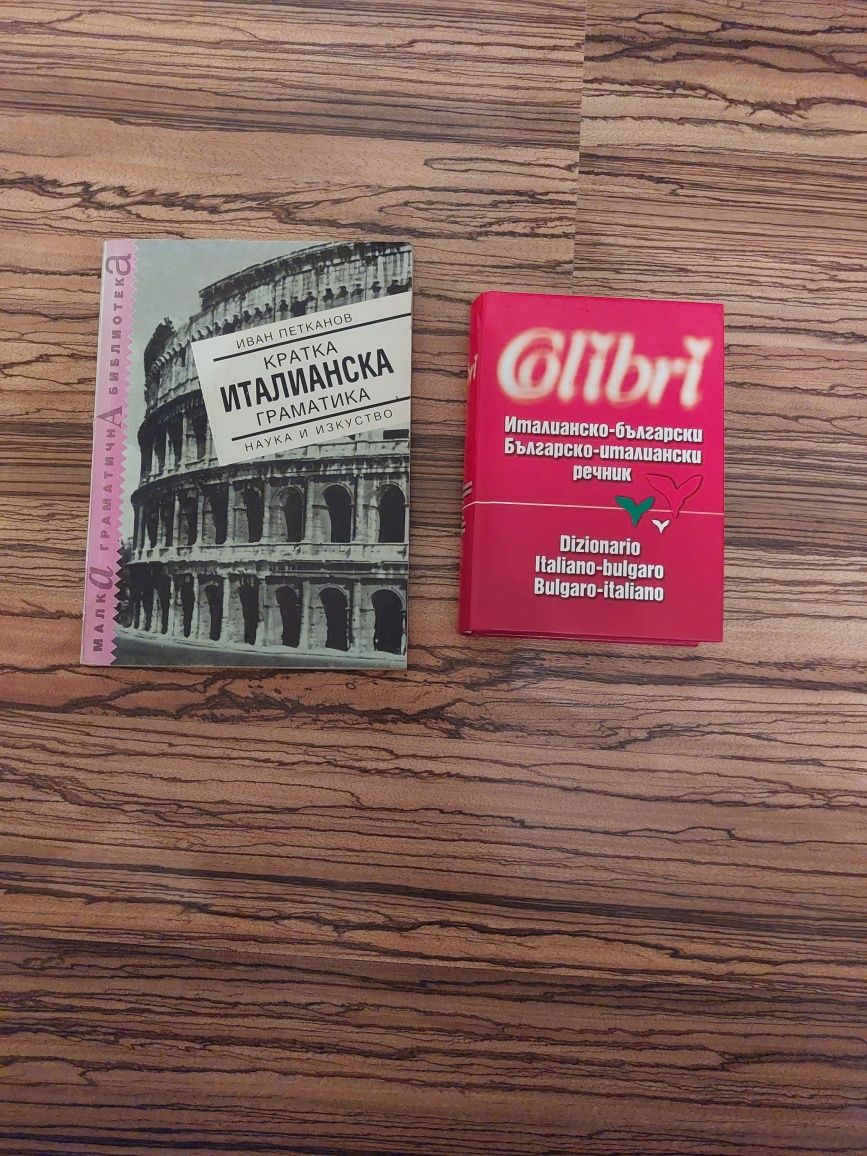 МАЛКА ГРАМАТИЧНА БИБЛИОТЕКА
ИВАН ПЕТКАНОВ
КРАТКА
ИТАЛИАНСКА
ГРАМАТИКА
НАУКА И ИЗКУСТВО
Colibri
Италианско-български
Българско-италиански
речник
Dizionario
Italiano-bulgaro
Bulgaro-italiano